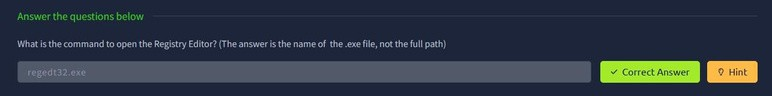 Answer the questions below
What is the command to open the Registry Editor? (The answer is the name of the .exe file, not the full path)
regedt32.exe
Correct Answer
Hint